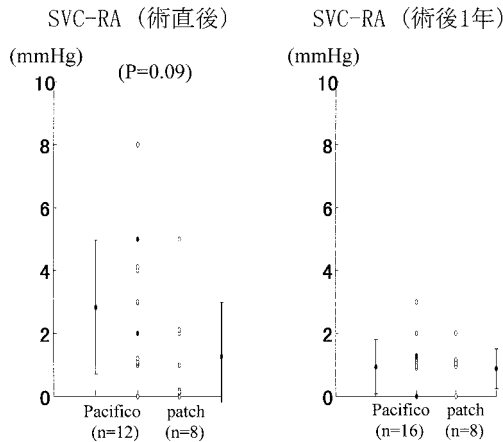 SVC-RA (術直後)
(mmHg)
10
(P=0.09)
8
6
4
2
0
Pacifico patch
(n=12) (n=8)
SVC-RA (術後1年)
(mmHg)
10
8
6
4
2
0
Pacifico patch
(n=16) (n=8)